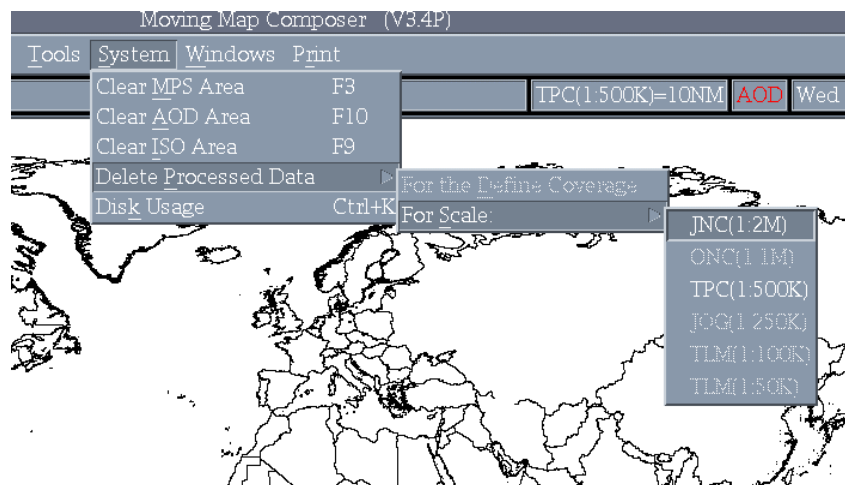 Moving Map Composer (V3.4P)
Tools System Windows Print
Clear MPS Area F3
TPC(1:500K)=10NM AOD Wed
Clear AOD Area F10
Clear ISO Area F9
Delete Processed Data
For the Define Coverage
Disk Usage Ctrl+K
For Scale:
JNC(1:2M)
ONC(1:1M)
TPC(1:500K)
JOG(1:250K)
TLM(1:100K)
TLM(1:50K)